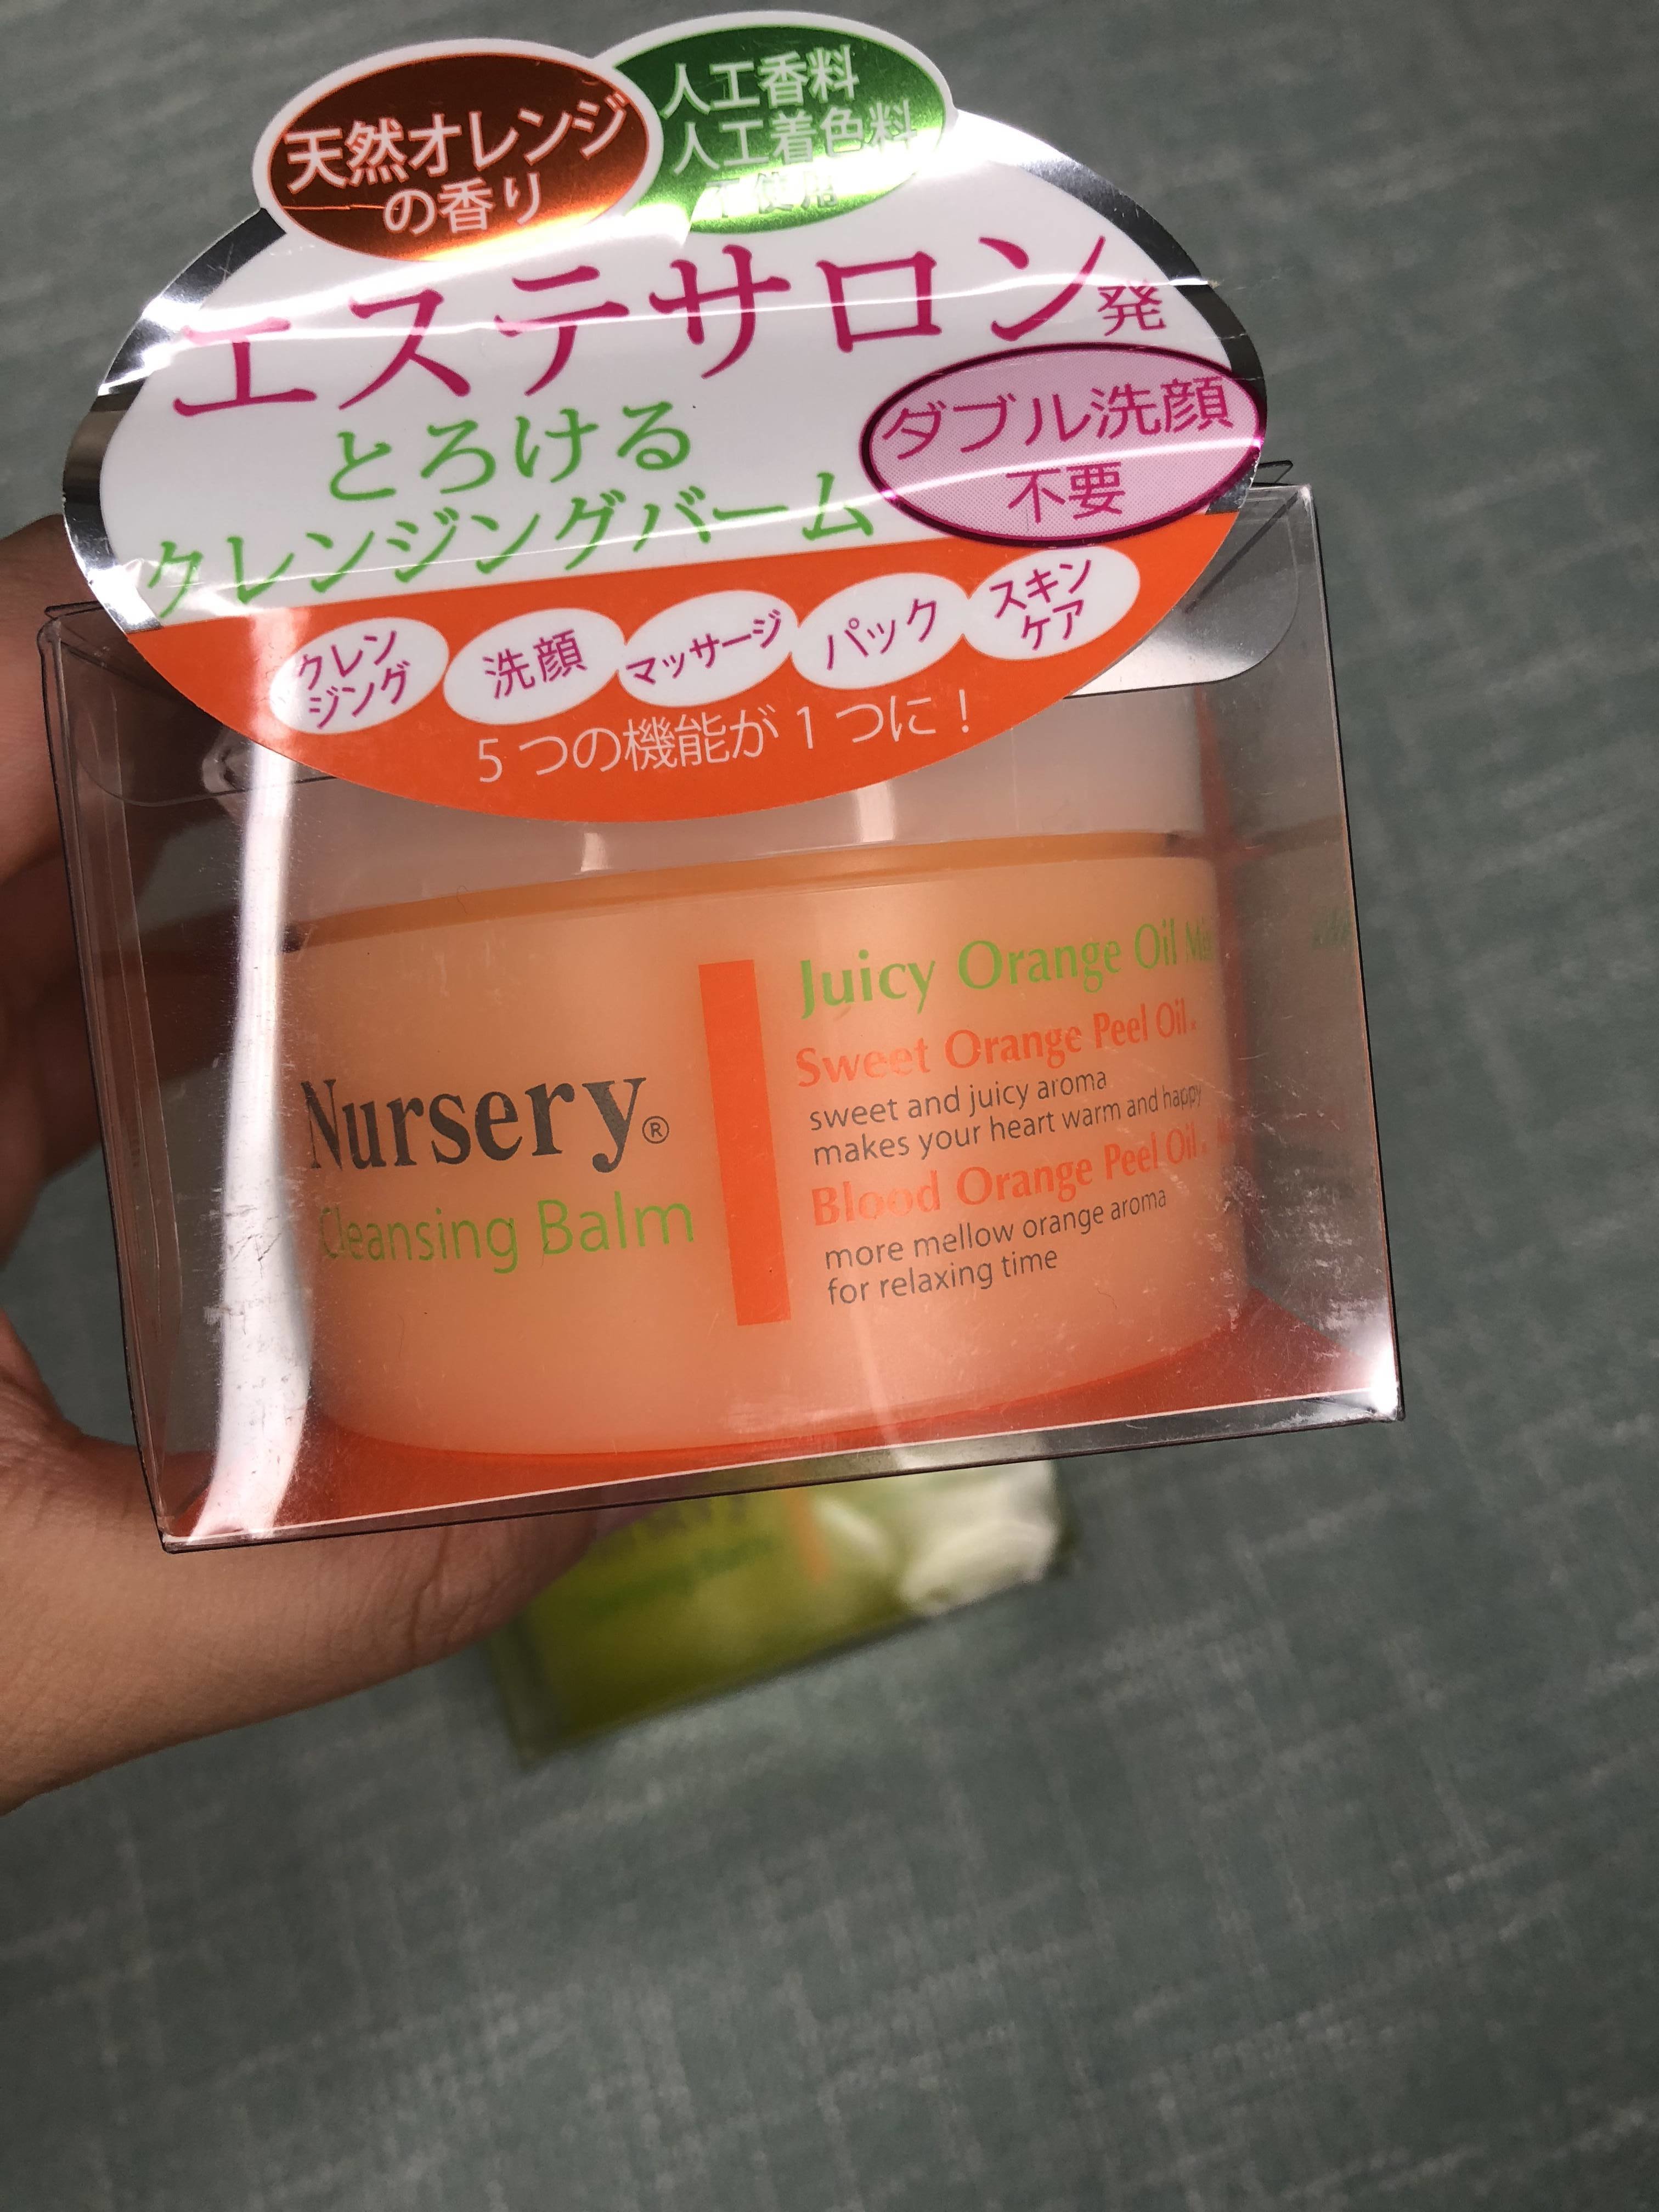 天然オレンジ
の香り
人工香料
人工着色料
不使用
エステサロン発
とろける
クレンジングバーム
ダブル洗顔
不要
クレン
ジング
洗顔
マッサージ
パック
スキン
ケア
5つの機能が1つに！
Nursery®
Cleansing Balm
Juicy Orange Oil
Sweet Orange Peel Oil.
sweet and juicy aroma
makes your heart warm and happy
Blood Orange Peel Oil.
more mellow orange aroma
for relaxing time